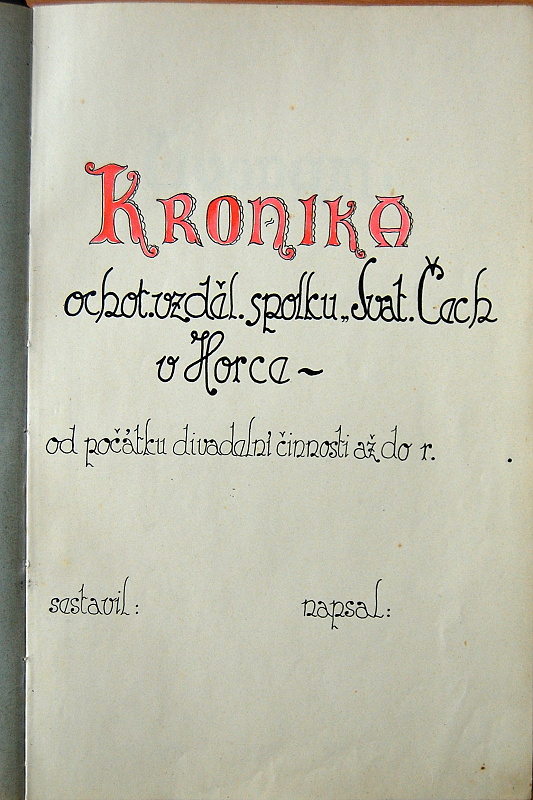 KRONIKA
ochot.vzděl. spolku „Svat. Čech
v Horce ~
od počátku divadelní činnosti až do r. .
sestavil: napsal: